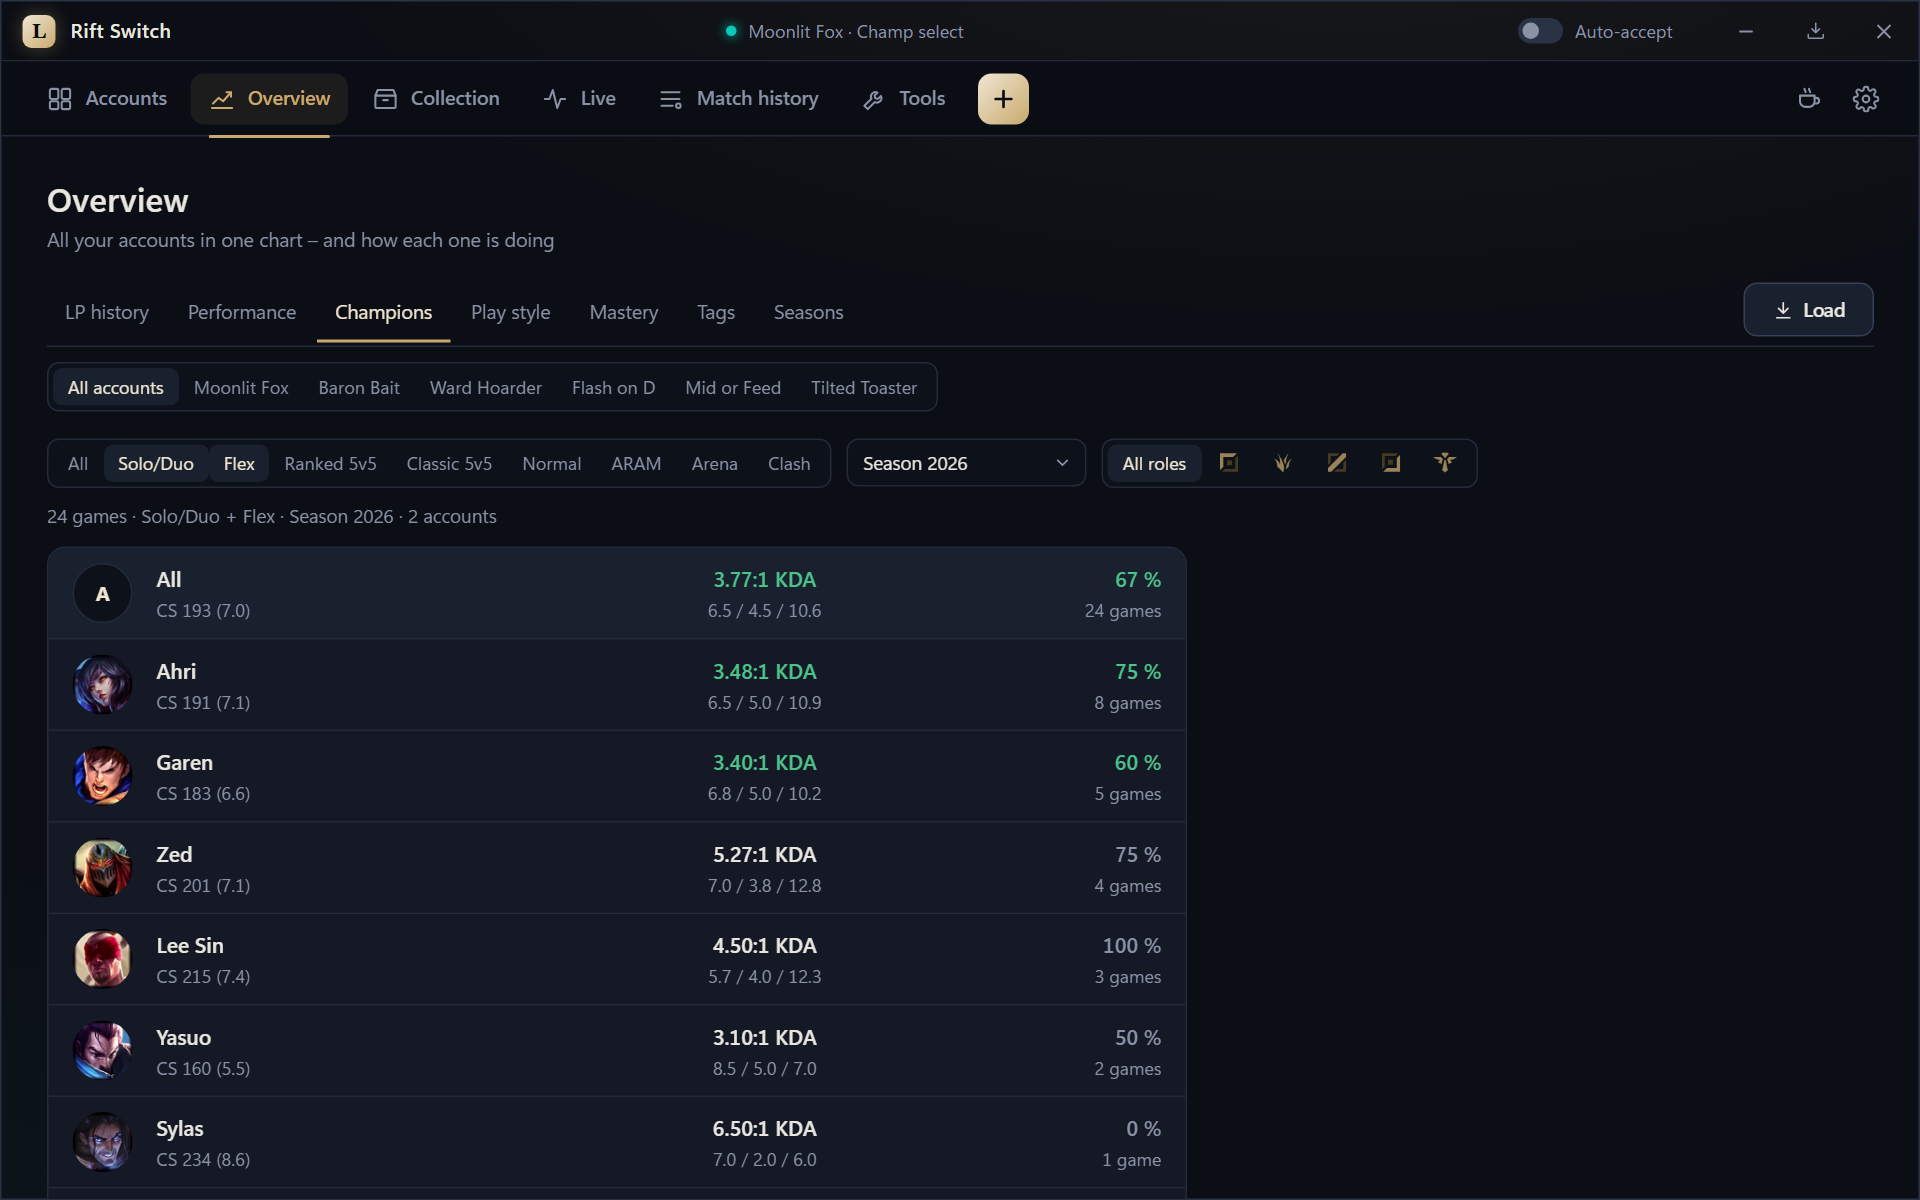 L Rift Switch
Moonlit Fox · Champ select
Auto-accept
Accounts
Overview
Collection
Live
Match history
Tools
Overview
All your accounts in one chart – and how each one is doing
LP history
Performance
Champions
Play style
Mastery
Tags
Seasons
Load
All accounts
Moonlit Fox
Baron Bait
Ward Hoarder
Flash on D
Mid or Feed
Tilted Toaster
All
Solo/Duo
Flex
Ranked 5v5
Classic 5v5
Normal
ARAM
Arena
Clash
Season 2026
All roles
24 games · Solo/Duo + Flex · Season 2026 · 2 accounts
A
All
3.77:1 KDA
67 %
CS 193 (7.0)
6.5 / 4.5 / 10.6
24 games
Ahri
3.48:1 KDA
75 %
CS 191 (7.1)
6.5 / 5.0 / 10.9
8 games
Garen
3.40:1 KDA
60 %
CS 183 (6.6)
6.8 / 5.0 / 10.2
5 games
Zed
5.27:1 KDA
75 %
CS 201 (7.1)
7.0 / 3.8 / 12.8
4 games
Lee Sin
4.50:1 KDA
100 %
CS 215 (7.4)
5.7 / 4.0 / 12.3
3 games
Yasuo
3.10:1 KDA
50 %
CS 160 (5.5)
8.5 / 5.0 / 7.0
2 games
Sylas
6.50:1 KDA
0 %
CS 234 (8.6)
7.0 / 2.0 / 6.0
1 game